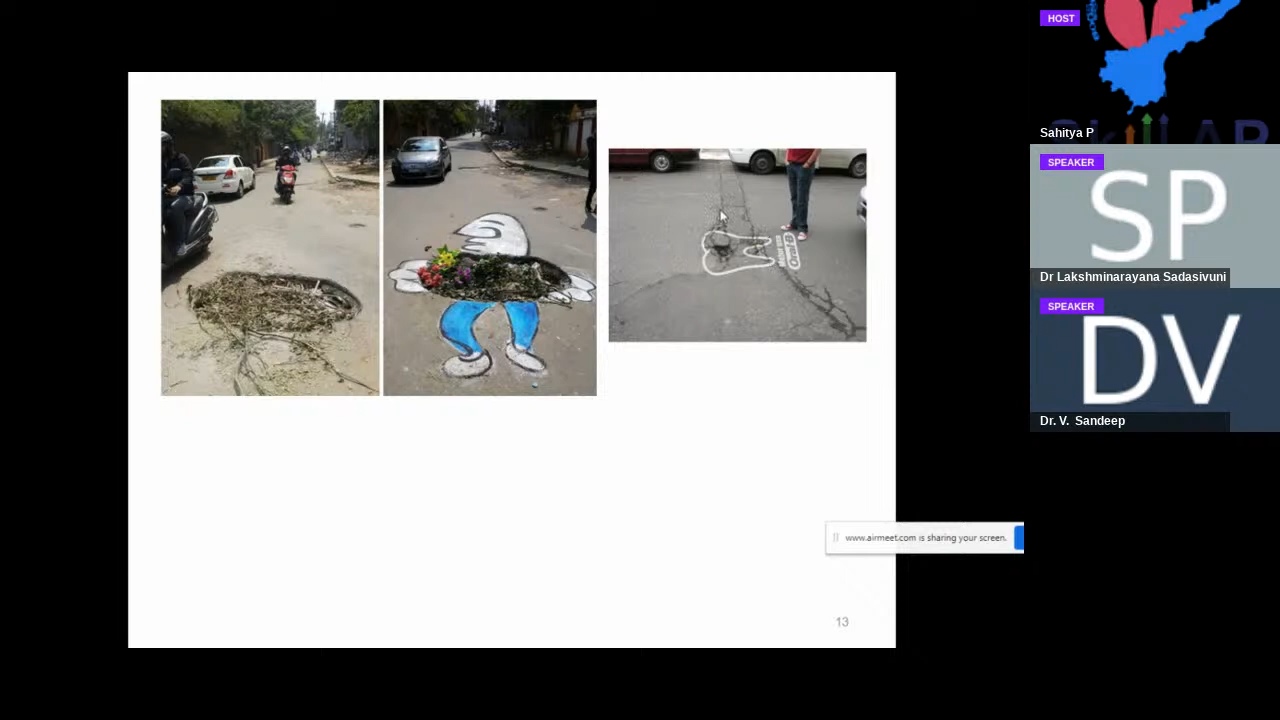 HOST
Sahitya P
SPEAKER
SP
Dr Lakshminarayana Sadasivuni
SPEAKER
DV
Dr. V. Sandeep
Oral-B
www.airmeet.com is sharing your screen.
13